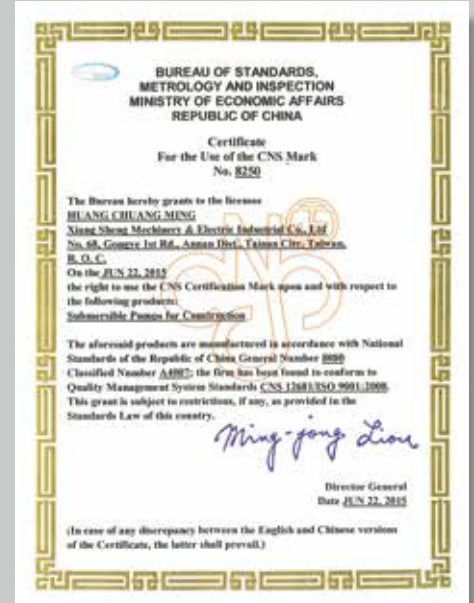 BUREAU OF STANDARDS,
METROLOGY AND INSPECTION
MINISTRY OF ECONOMIC AFFAIRS
REPUBLIC OF CHINA
Certificate
For the Use of the CNS Mark
No. 8250
The Bureau hereby grants to the licensee
HUANG CHUANG MING
Xiang Sheng Mechinery & Electric Industrial Co., Ltd
No. 68, Gongye 1st Rd., Annan Dist., Tainan City, Taiwan,
R. O. C.
On the JUN 22, 2015
the right to use the CNS Certification Mark upon and with respect to
the following products:
Submersible Pumps for Construction
The aforesaid products are manufactured in accordance with National
Standards of the Republic of China General Number 8080
Classified Number A4007; the firm has been found to conform to
Quality Management System Standards CNS 12681/ISO 9001:2008.
This grant is subject to restrictions, if any, as provided in the
Standards Law of this country.
Ming-jong Liou
Director General
Date JUN 22, 2015
(In case of any discrepancy between the English and Chinese versions
of the Certificate, the latter shall prevail.)